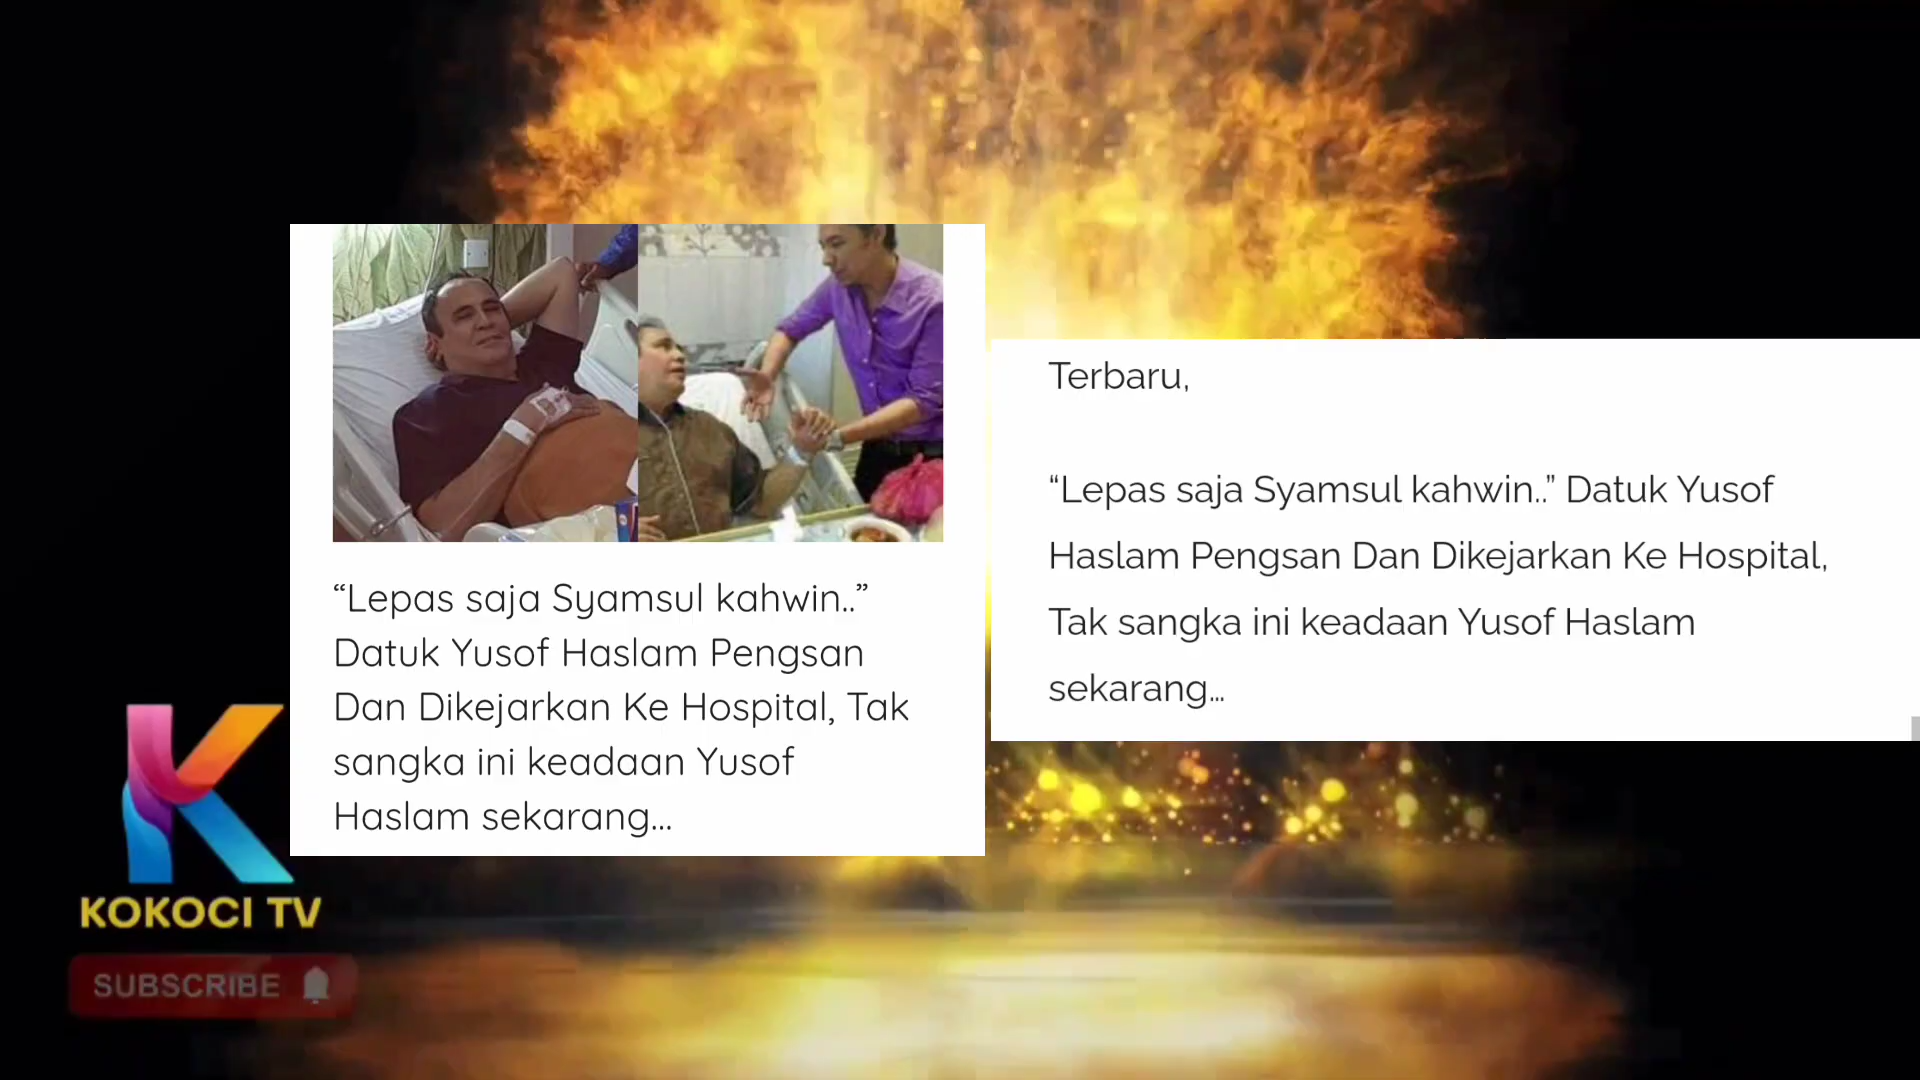 “Lepas saja Syamsul kahwin..”
Datuk Yusof Haslam Pengsan
Dan Dikejarkan Ke Hospital, Tak
sangka ini keadaan Yusof
Haslam sekarang...
Terbaru,
“Lepas saja Syamsul kahwin..” Datuk Yusof
Haslam Pengsan Dan Dikejarkan Ke Hospital,
Tak sangka ini keadaan Yusof Haslam
sekarang...
KOKOCI TV
SUBSCRIBE